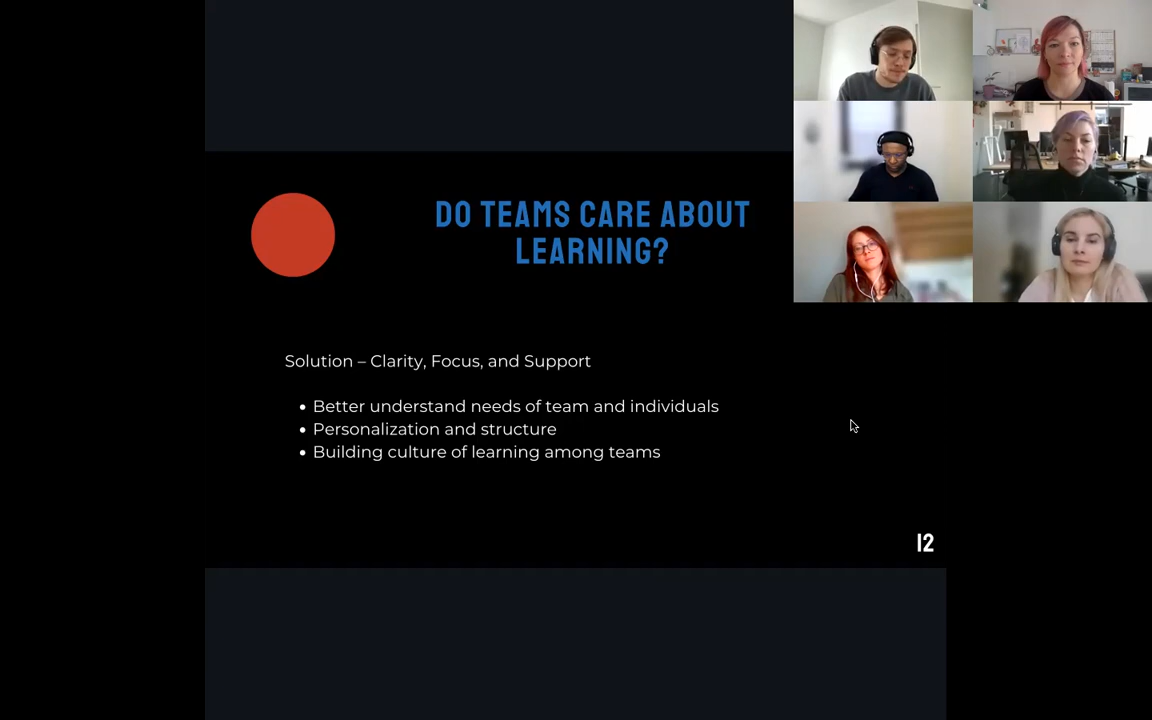 DO TEAMS CARE ABOUT
LEARNING?
Solution – Clarity, Focus, and Support
• Better understand needs of team and individuals
• Personalization and structure
• Building culture of learning among teams
12